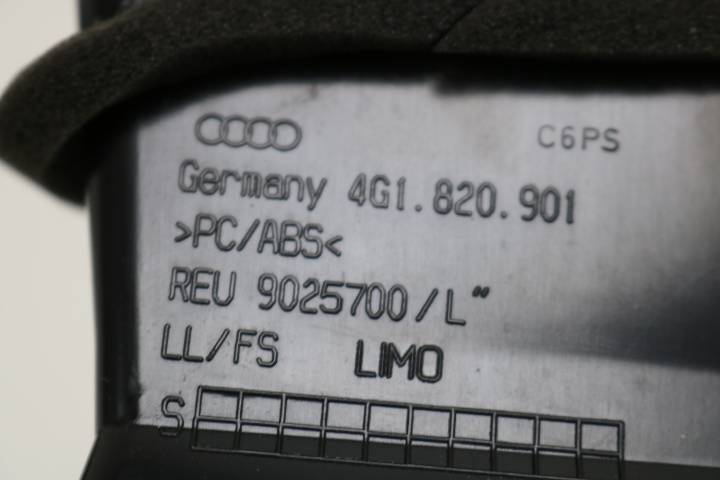 C6PS
Germany 4G1.820.901
>PC/ABS<
REU 9025700/L"
LL/FS LIMO
S